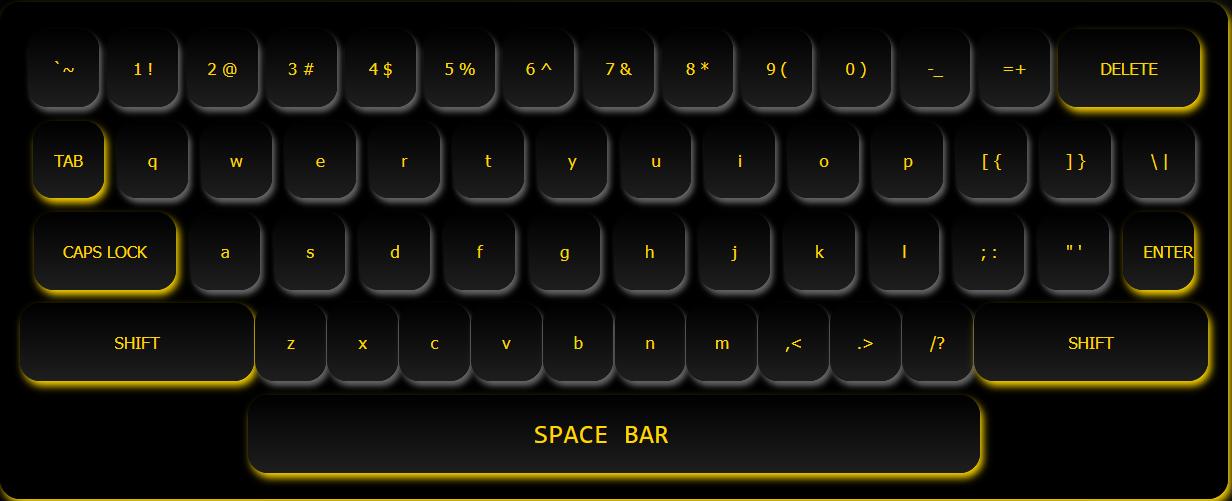 `~ 1 ! 2 @ 3 # 4 $ 5 % 6 ^ 7 & 8 * 9 ( 0 ) -_ =+ DELETE
TAB q w e r t y u i o p [ { ] } \ |
CAPS LOCK a s d f g h j k l ; : " ' ENTER
SHIFT z x c v b n m ,< .> /? SHIFT
SPACE BAR